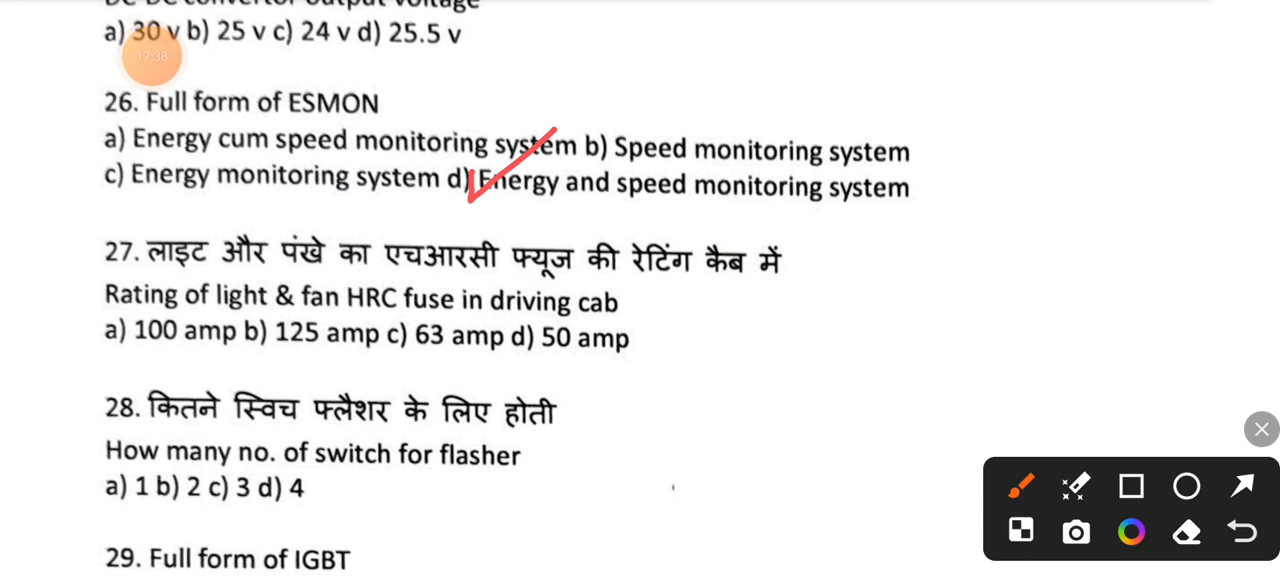 a) 30 v b) 25 v c) 24 v d) 25.5 v
17:38
26. Full form of ESMON
a) Energy cum speed monitoring system b) Speed monitoring system
c) Energy monitoring system d) Energy and speed monitoring system
27. लाइट और पंखे का एचआरसी फ्यूज की रेटिंग कैब में
Rating of light & fan HRC fuse in driving cab
a) 100 amp b) 125 amp c) 63 amp d) 50 amp
28. कितने स्विच फ्लैशर के लिए होती
How many no. of switch for flasher
a) 1 b) 2 c) 3 d) 4
29. Full form of IGBT